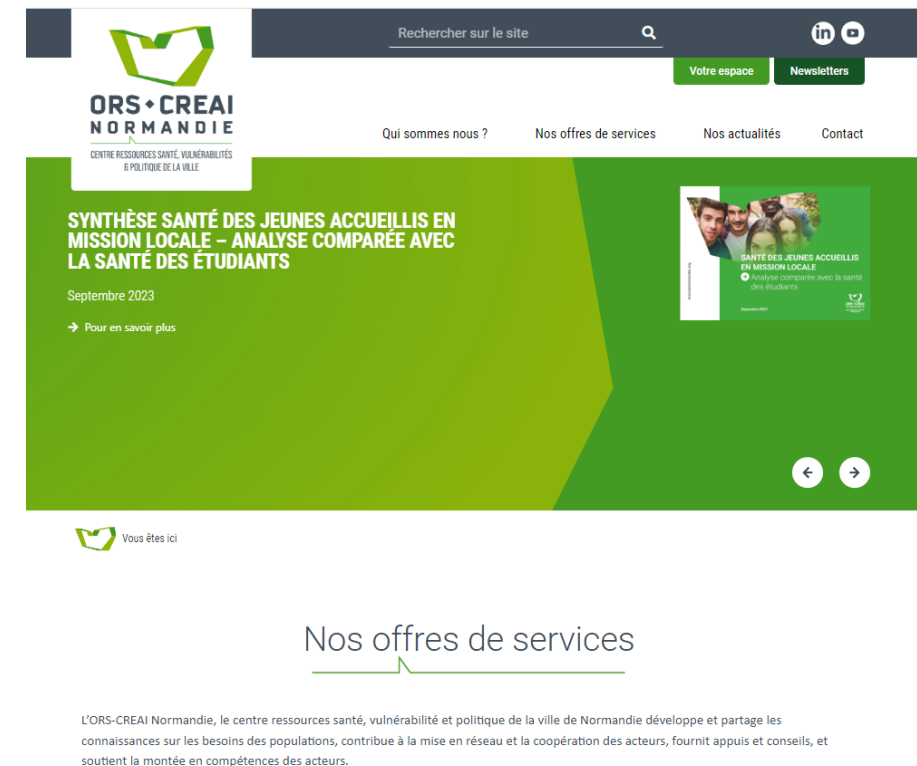 Rechercher sur le site
in
Votre espace
Newsletters
ORS CREAI
NORMANDIE
CENTRE RESSOURCES SANTÉ, VULNÉRABILITÉS
& POLITIQUE DE LA VILLE
Qui sommes nous ?
Nos offres de services
Nos actualités
Contact
SYNTHÈSE SANTÉ DES JEUNES ACCUEILLIS EN
MISSION LOCALE – ANALYSE COMPARÉE AVEC
LA SANTÉ DES ÉTUDIANTS
Septembre 2023
→ Pour en savoir plus
SANTÉ DES JEUNES ACCUEILLIS
EN MISSION LOCALE
Analyse comparée avec la santé
des étudiants
Septembre 2023
Vous êtes ici
Nos offres de services
L'ORS-CREAI Normandie, le centre ressources santé, vulnérabilité et politique de la ville de Normandie développe et partage les
connaissances sur les besoins des populations, contribue à la mise en réseau et la coopération des acteurs, fournit appuis et conseils, et
soutient la montée en compétences des acteurs.